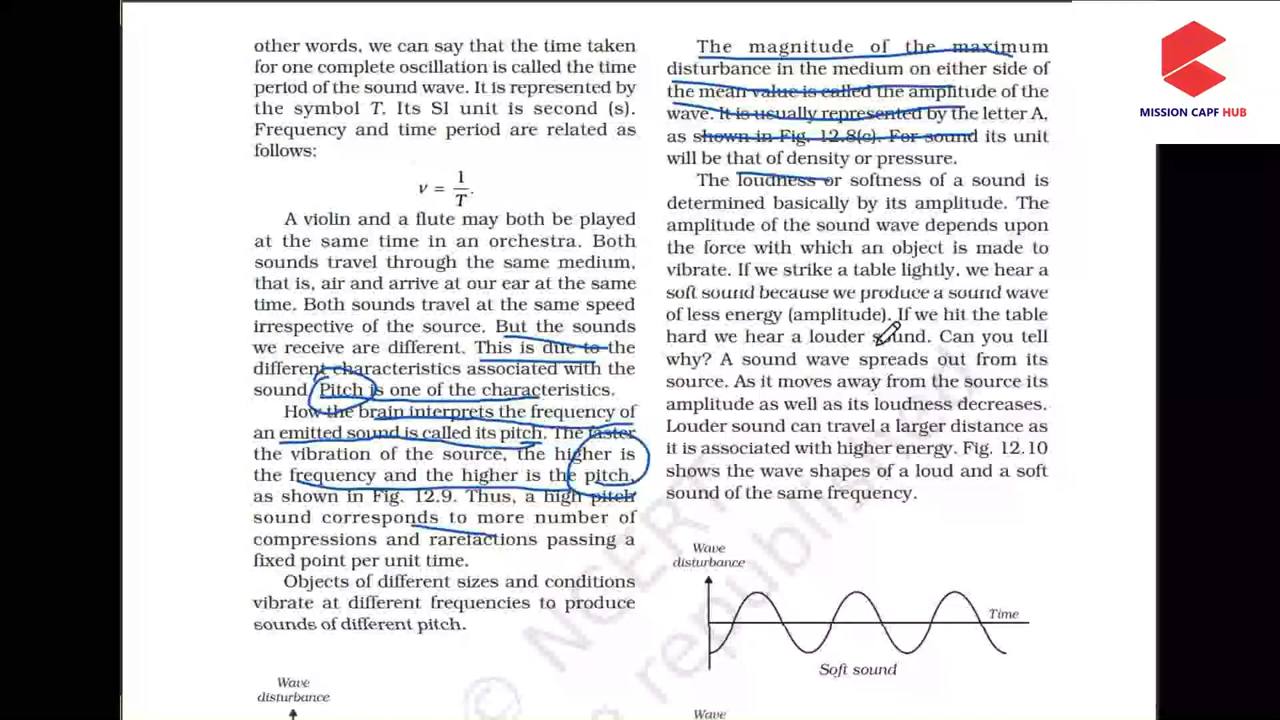 other words, we can say that the time taken
for one complete oscillation is called the time
period of the sound wave. It is represented by
the symbol T. Its SI unit is second (s).
Frequency and time period are related as
follows:
ν = 1/T.
A violin and a flute may both be played
at the same time in an orchestra. Both
sounds travel through the same medium,
that is, air and arrive at our ear at the same
time. Both sounds travel at the same speed
irrespective of the source. But the sounds
we receive are different. This is due to the
different characteristics associated with the
sound. Pitch is one of the characteristics.
How the brain interprets the frequency of
an emitted sound is called its pitch. The faster
the vibration of the source, the higher is
the frequency and the higher is the pitch,
as shown in Fig. 12.9. Thus, a high pitch
sound corresponds to more number of
compressions and rarefactions passing a
fixed point per unit time.
Objects of different sizes and conditions
vibrate at different frequencies to produce
sounds of different pitch.
Wave
disturbance
The magnitude of the maximum
disturbance in the medium on either side of
the mean value is called the amplitude of the
wave. It is usually represented by the letter A,
as shown in Fig. 12.8(c). For sound its unit
will be that of density or pressure.
The loudness or softness of a sound is
determined basically by its amplitude. The
amplitude of the sound wave depends upon
the force with which an object is made to
vibrate. If we strike a table lightly, we hear a
soft sound because we produce a sound wave
of less energy (amplitude). If we hit the table
hard we hear a louder sound. Can you tell
why? A sound wave spreads out from its
source. As it moves away from the source its
amplitude as well as its loudness decreases.
Louder sound can travel a larger distance as
it is associated with higher energy. Fig. 12.10
shows the wave shapes of a loud and a soft
sound of the same frequency.
Wave
disturbance
Time
Soft sound
Wave
MISSION CAPF HUB
© NCERT
republished